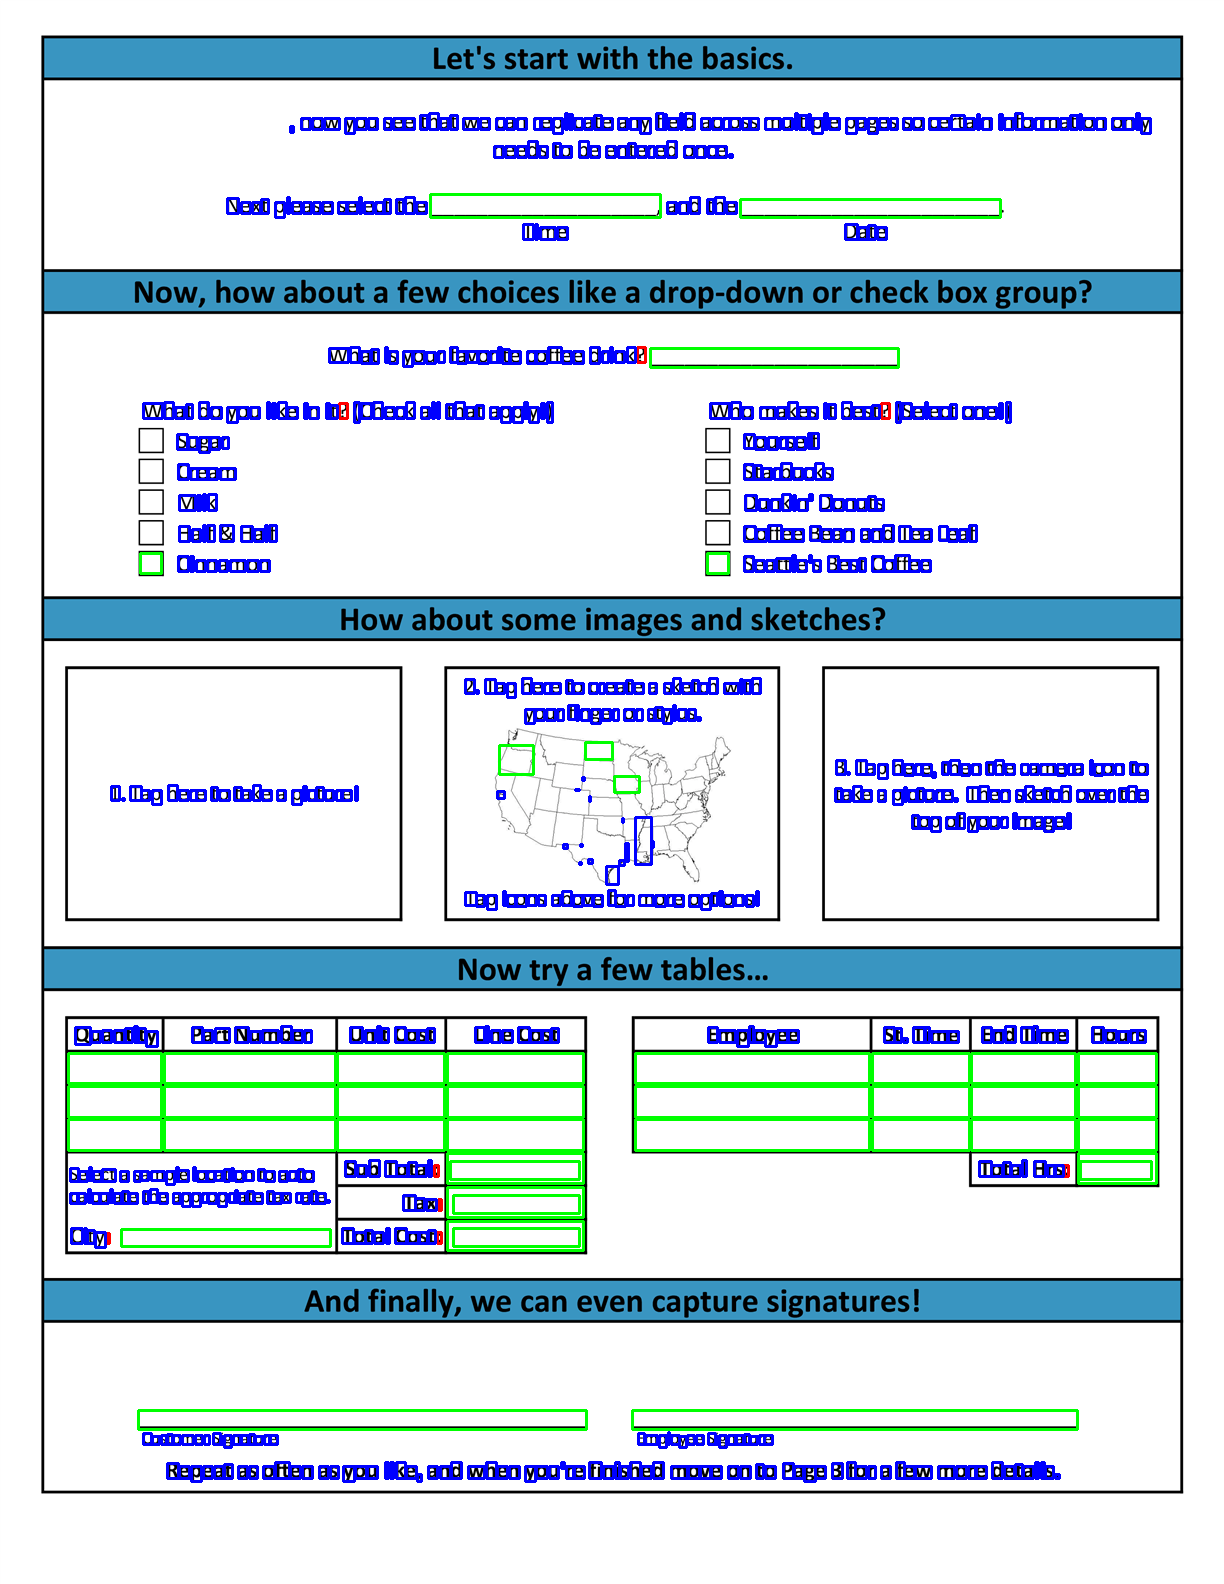 Let's start with the basics.
, now you see that we can replicate any field across multiple pages so certain information only
needs to be entered once.
Next please select the ____________________, and the ____________________.
Time Date
Now, how about a few choices like a drop-down or check box group?
What is your favorite coffee drink? ____________________
What do you like in it? (Check all that apply!)
Who makes it best? (Select one!)
Sugar
Yourself
Cream
Starbucks
Milk
Dunkin' Donuts
Half & Half
Coffee Bean and Tea Leaf
Cinnamon
Seattle's Best Coffee
How about some images and sketches?
1. Tap here to take a picture!
2. Tap here to create a sketch with
your finger or stylus.
Tap icons above for more options!
3. Tap here, then the camera icon to
take a picture. Then sketch over the
top of your image!
Now try a few tables…
Quantity Part Number Unit Cost Line Cost
Employee St. Time End Time Hours
Select a sample location to auto
calculate the appropriate tax rate.
City:
Sub Total:
Tax:
Total Cost:
Total Hrs:
And finally, we can even capture signatures!
Customer Signature
Employee Signature
Repeat as often as you like, and when you're finished move on to Page 3 for a few more details.